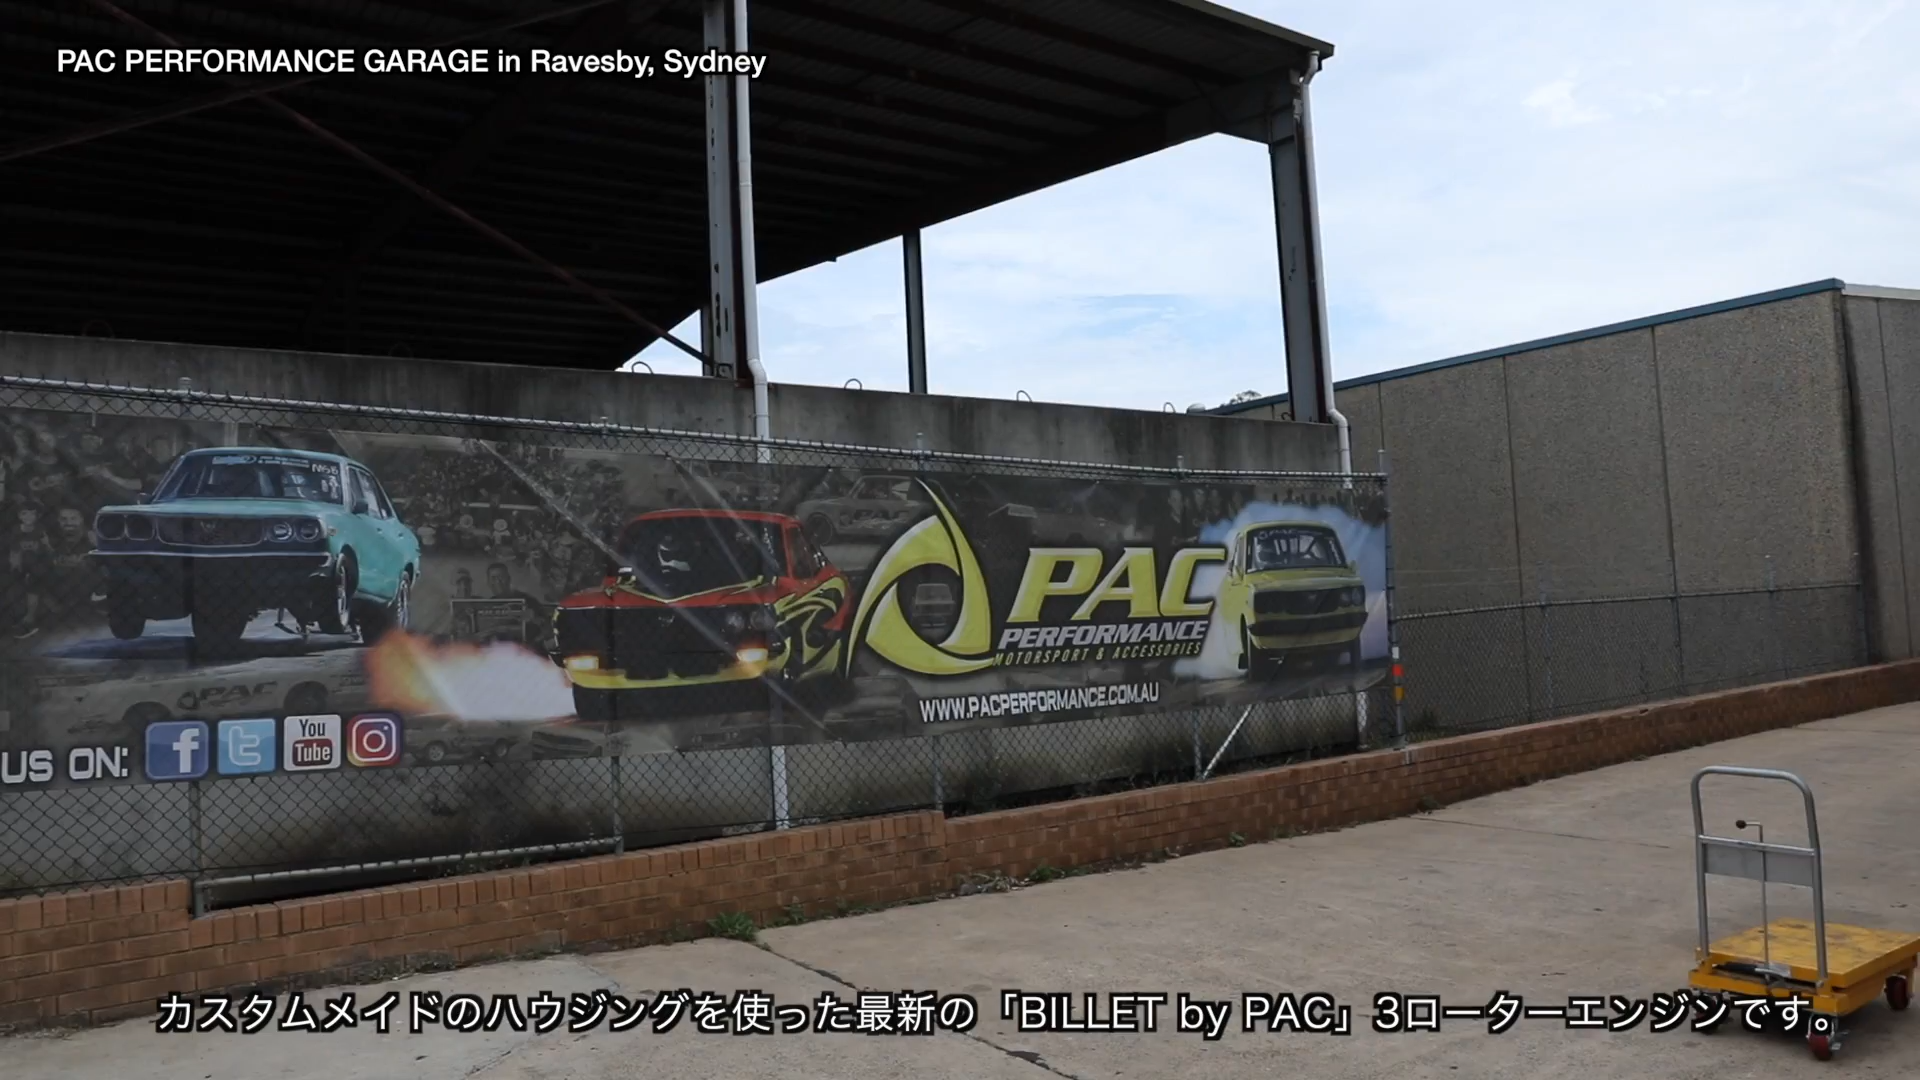 PAC PERFORMANCE GARAGE in Ravesby, Sydney
PAC
PERFORMANCE
MOTORSPORT & ACCESSORIES
WWW.PACPERFORMANCE.COM.AU
PAC
US ON:
You
Tube
カスタムメイドのハウジングを使った最新の「BILLET by PAC」3ローターエンジンです。